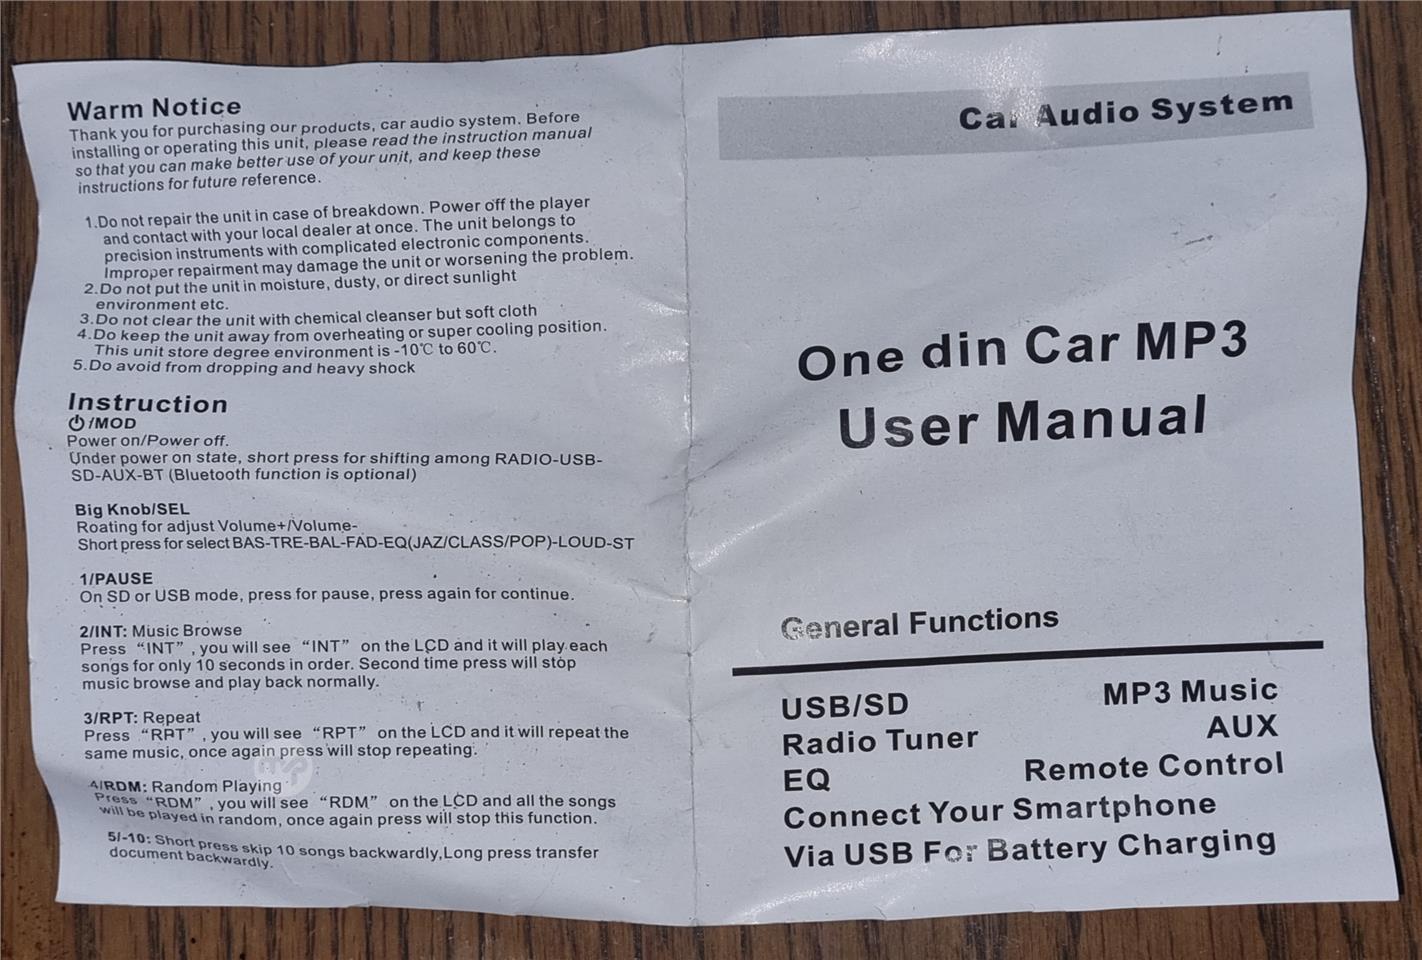 Warm Notice
Thank you for purchasing our products, car audio system. Before
installing or operating this unit, please read the instruction manual
so that you can make better use of your unit, and keep these
instructions for future reference.
1.Do not repair the unit in case of breakdown. Power off the player
and contact with your local dealer at once. The unit belongs to
precision instruments with complicated electronic components.
Improper repairment may damage the unit or worsening the problem.
2.Do not put the unit in moisture, dusty, or direct sunlight
environment etc.
3.Do not clear the unit with chemical cleanser but soft cloth
4.Do keep the unit away from overheating or super cooling position.
This unit store degree environment is -10℃ to 60℃.
5.Do avoid from dropping and heavy shock
Instruction
⏻/MOD
Power on/Power off.
Under power on state, short press for shifting among RADIO-USB-
SD-AUX-BT (Bluetooth function is optional)
Big Knob/SEL
Roating for adjust Volume+/Volume-
Short press for select BAS-TRE-BAL-FAD-EQ(JAZ/CLASS/POP)-LOUD-ST
1/PAUSE
On SD or USB mode, press for pause, press again for continue.
2/INT: Music Browse
Press “INT” , you will see “INT” on the LCD and it will play each
songs for only 10 seconds in order. Second time press will stop
music browse and play back normally.
3/RPT: Repeat
Press “RPT” , you will see “RPT” on the LCD and it will repeat the
same music, once again press will stop repeating.
4/RDM: Random Playing
Press “RDM” , you will see “RDM” on the LCD and all the songs
will be played in random, once again press will stop this function.
5/-10: Short press skip 10 songs backwardly,Long press transfer
document backwardly.
Car Audio System
One din Car MP3
User Manual
General Functions
USB/SD MP3 Music
Radio Tuner AUX
EQ Remote Control
Connect Your Smartphone
Via USB For Battery Charging